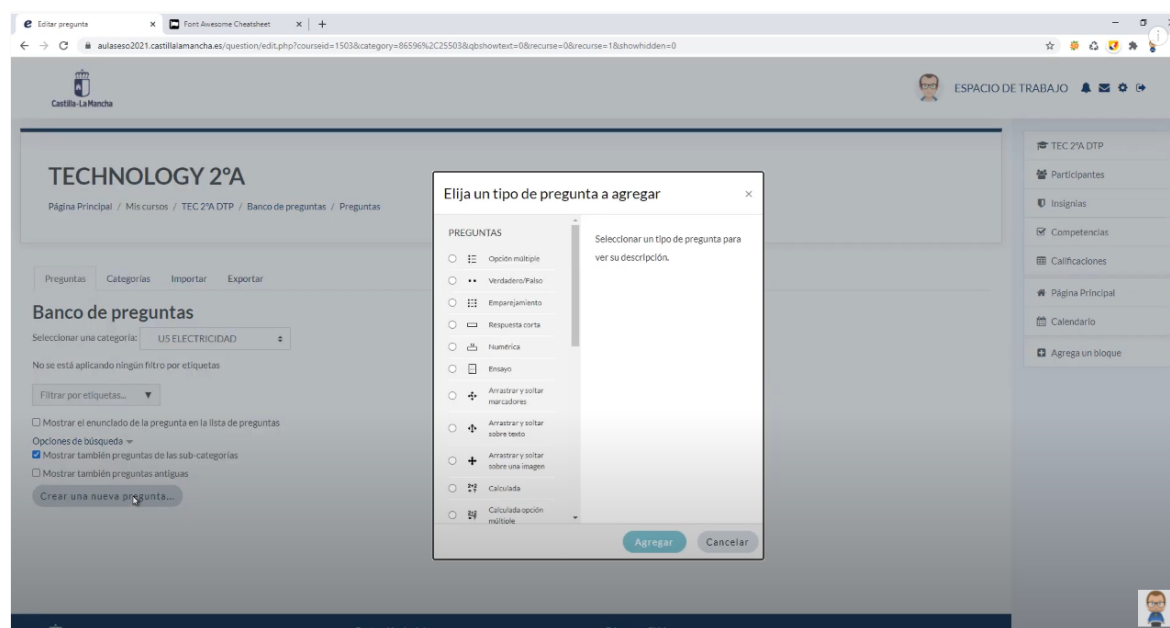 Editar pregunta
Font Awesome Cheatsheet
aulaseso2021.castillalamancha.es/question/edit.php?courseid=1503&category=86596%2C25503&qbshowtext=0&recurse=0&recurse=1&showhidden=0
Castilla-La Mancha
ESPACIO DE TRABAJO
TECHNOLOGY 2ºA
Página Principal / Mis cursos / TEC 2ºA DTP / Banco de preguntas / Preguntas
Preguntas Categorías Importar Exportar
Banco de preguntas
Seleccionar una categoría: U5 ELECTRICIDAD
No se está aplicando ningún filtro por etiquetas
Filtrar por etiquetas... ▼
Mostrar el enunciado de la pregunta en la lista de preguntas
Opciones de búsqueda
Mostrar también preguntas de las sub-categorías
Mostrar también preguntas antiguas
Crear una nueva pregunta...
Elija un tipo de pregunta a agregar ×
PREGUNTAS
Opción múltiple
Verdadero/Falso
Emparejamiento
Respuesta corta
Numérica
Ensayo
Arrastrar y soltar
marcadores
Arrastrar y soltar
sobre texto
Arrastrar y soltar
sobre una imagen
Calculada
Calculada opción
múltiple
Seleccionar un tipo de pregunta para
ver su descripción.
Agregar Cancelar
TEC 2ºA DTP
Participantes
Insignias
Competencias
Calificaciones
Página Principal
Calendario
Agrega un bloque